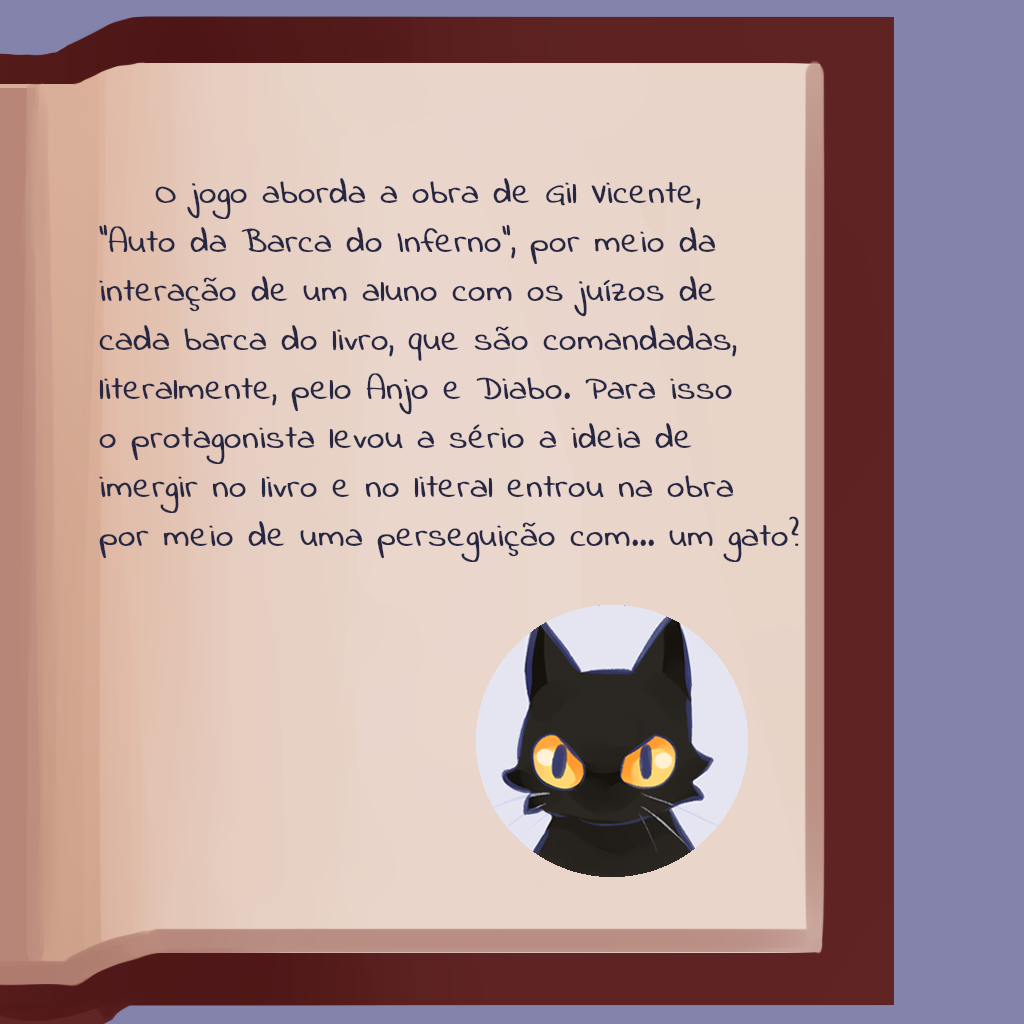 O jogo aborda a obra de Gil Vicente,
"Auto da Barca do Inferno", por meio da
interação de um aluno com os juízos de
cada barca do livro, que são comandadas,
literalmente, pelo Anjo e Diabo. Para isso
o protagonista levou a sério a ideia de
imergir no livro e no literal entrou na obra
por meio de uma perseguição com... um gato?